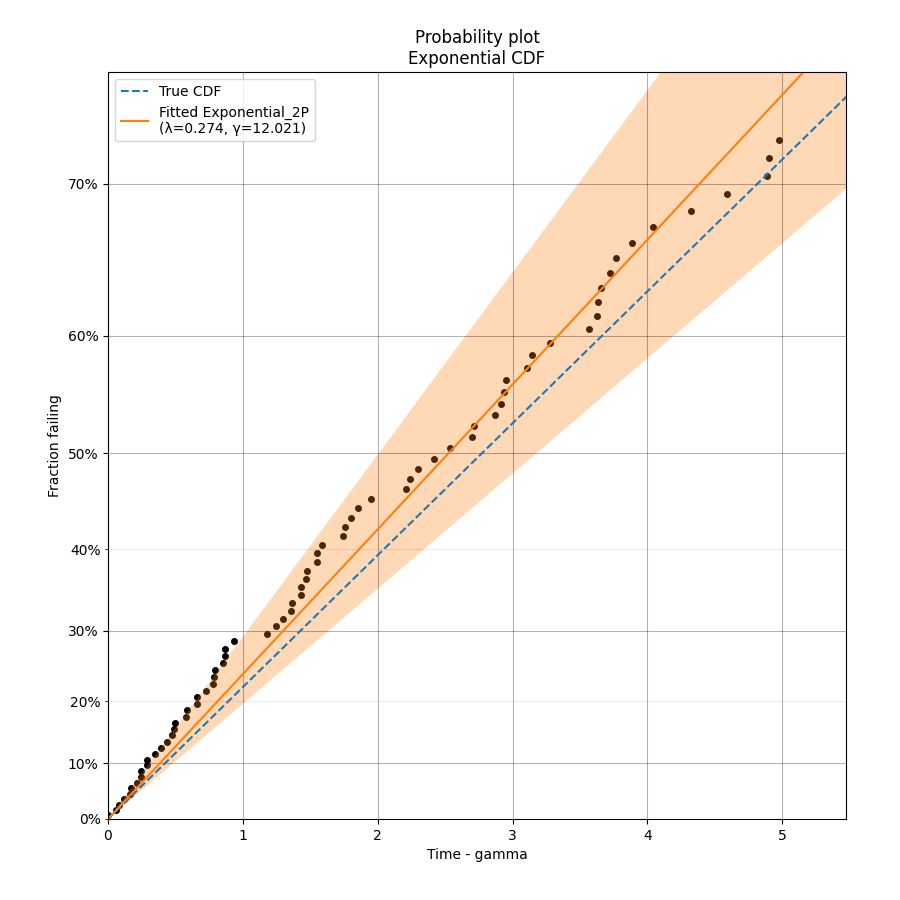 Probability plot
Exponential CDF
True CDF
Fitted Exponential_2P
(λ=0.274, γ=12.021)
Fraction failing
70%
60%
50%
40%
30%
20%
10%
0%
0 1 2 3 4 5
Time - gamma